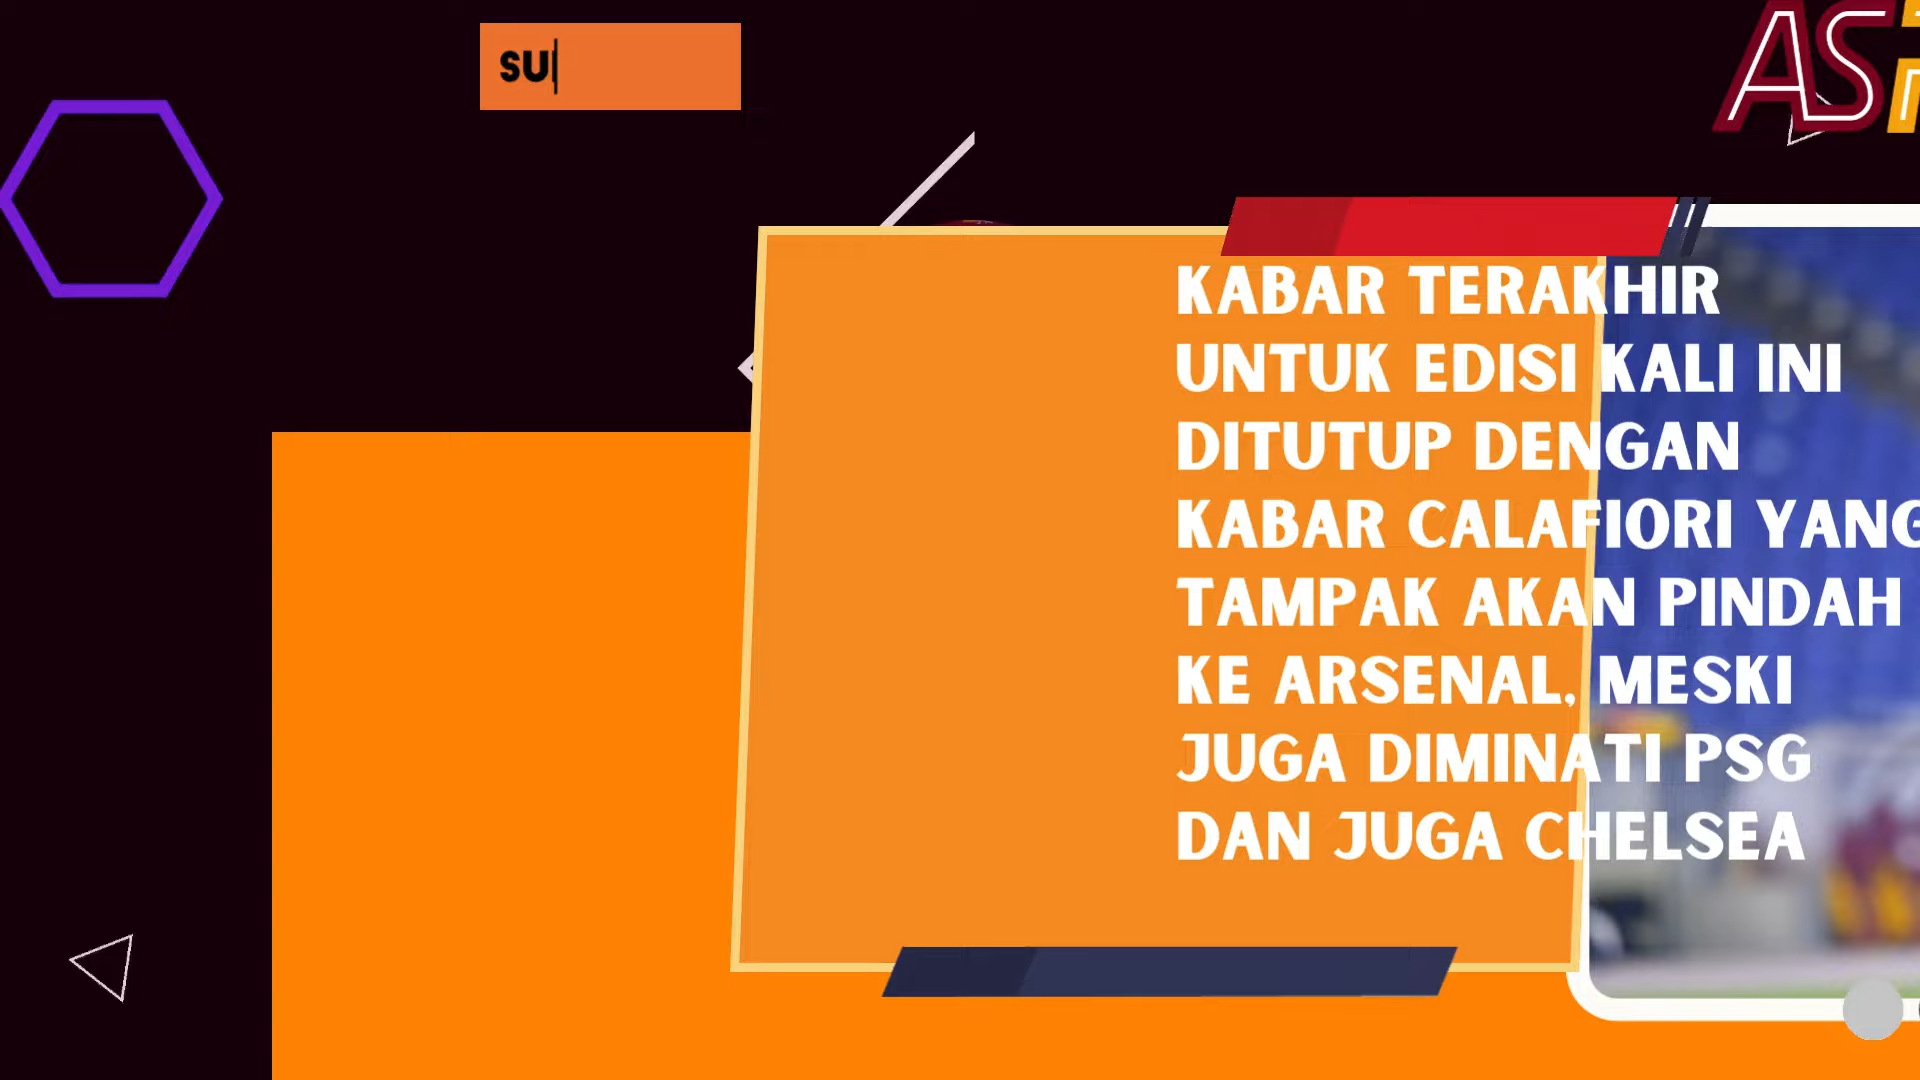 SU
AS
KABAR TERAKHIR
UNTUK EDISI KALI INI
DITUTUP DENGAN
KABAR CALAFIORI YANG
TAMPAK AKAN PINDAH
KE ARSENAL, MESKI
JUGA DIMINATI PSG
DAN JUGA CHELSEA